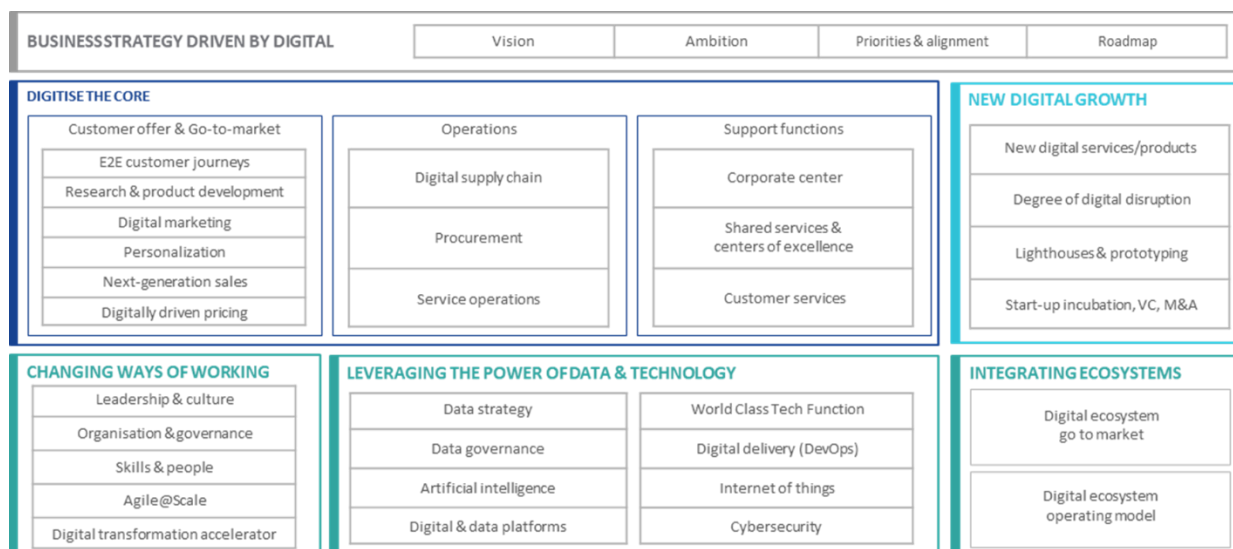 BUSINESS STRATEGY DRIVEN BY DIGITAL
Vision
Ambition
Priorities & alignment
Roadmap
DIGITISE THE CORE
Customer offer & Go-to-market
E2E customer journeys
Research & product development
Digital marketing
Personalization
Next-generation sales
Digitally driven pricing
Operations
Digital supply chain
Procurement
Service operations
Support functions
Corporate center
Shared services &
centers of excellence
Customer services
NEW DIGITAL GROWTH
New digital services/products
Degree of digital disruption
Lighthouses & prototyping
Start-up incubation, VC, M&A
CHANGING WAYS OF WORKING
Leadership & culture
Organisation & governance
Skills & people
Agile@Scale
Digital transformation accelerator
LEVERAGING THE POWER OF DATA & TECHNOLOGY
Data strategy
Data governance
Artificial intelligence
Digital & data platforms
World Class Tech Function
Digital delivery (DevOps)
Internet of things
Cybersecurity
INTEGRATING ECOSYSTEMS
Digital ecosystem
go to market
Digital ecosystem
operating model